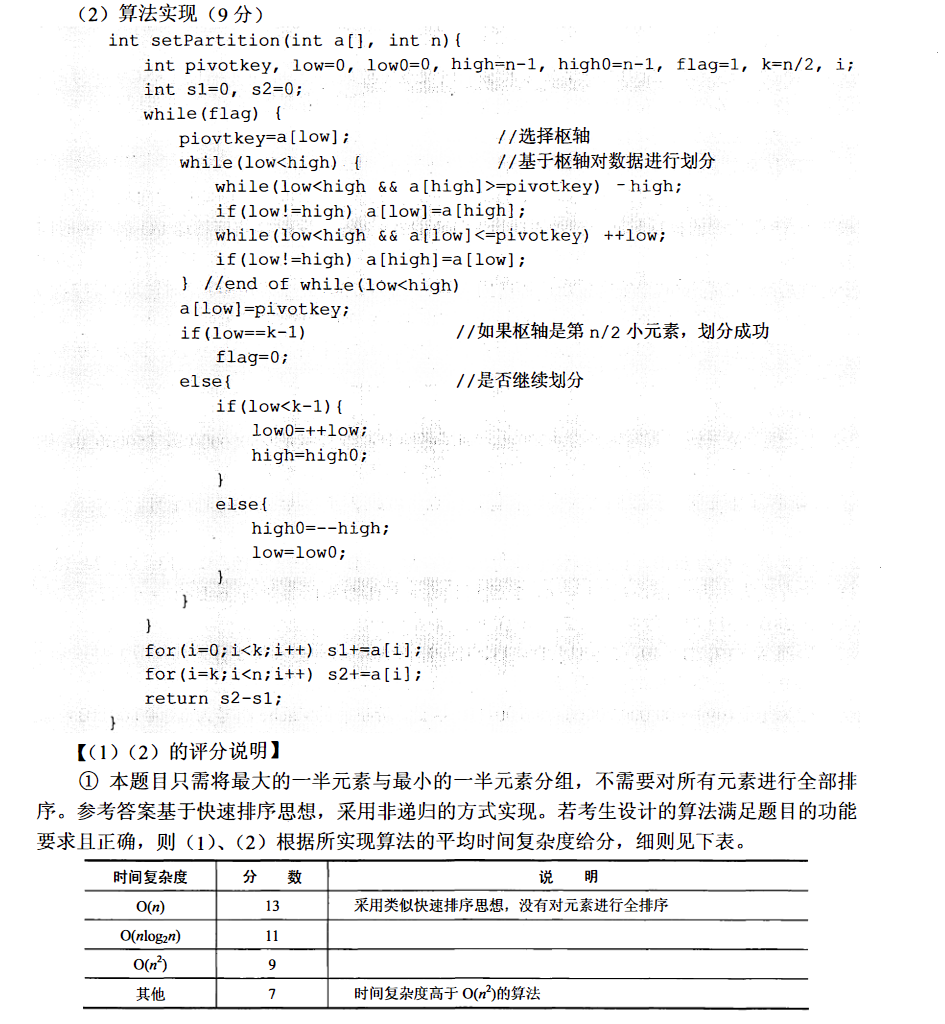 （2）算法实现（9 分）
int setPartition(int a[], int n){
int pivotkey, low=0, low0=0, high=n-1, high0=n-1, flag=1, k=n/2, i;
int s1=0, s2=0;
while(flag) {
piovtkey=a[low]; //选择枢轴
while(low<high) { //基于枢轴对数据进行划分
while(low<high && a[high]>=pivotkey) -high;
if(low!=high) a[low]=a[high];
while(low<high && a[low]<=pivotkey) ++low;
if(low!=high) a[high]=a[low];
} //end of while(low<high)
a[low]=pivotkey;
if(low==k-1) //如果枢轴是第 n/2 小元素，划分成功
flag=0;
else{ //是否继续划分
if(low<k-1){
low0=++low;
high=high0;
}
else{
high0=--high;
low=low0;
}
}
}
for(i=0;i<k;i++) s1+=a[i];
for(i=k;i<n;i++) s2+=a[i];
return s2-s1;
}
【（1）（2）的评分说明】
① 本题目只需将最大的一半元素与最小的一半元素分组，不需要对所有元素进行全部排
序。参考答案基于快速排序思想，采用非递归的方式实现。若考生设计的算法满足题目的功能
要求且正确，则（1）、（2）根据所实现算法的平均时间复杂度给分，细则见下表。
时间复杂度 分 数 说 明
O(n) 13 采用类似快速排序思想，没有对元素进行全排序
O(nlog₂n) 11
O(n²) 9
其他 7 时间复杂度高于 O(n²)的算法